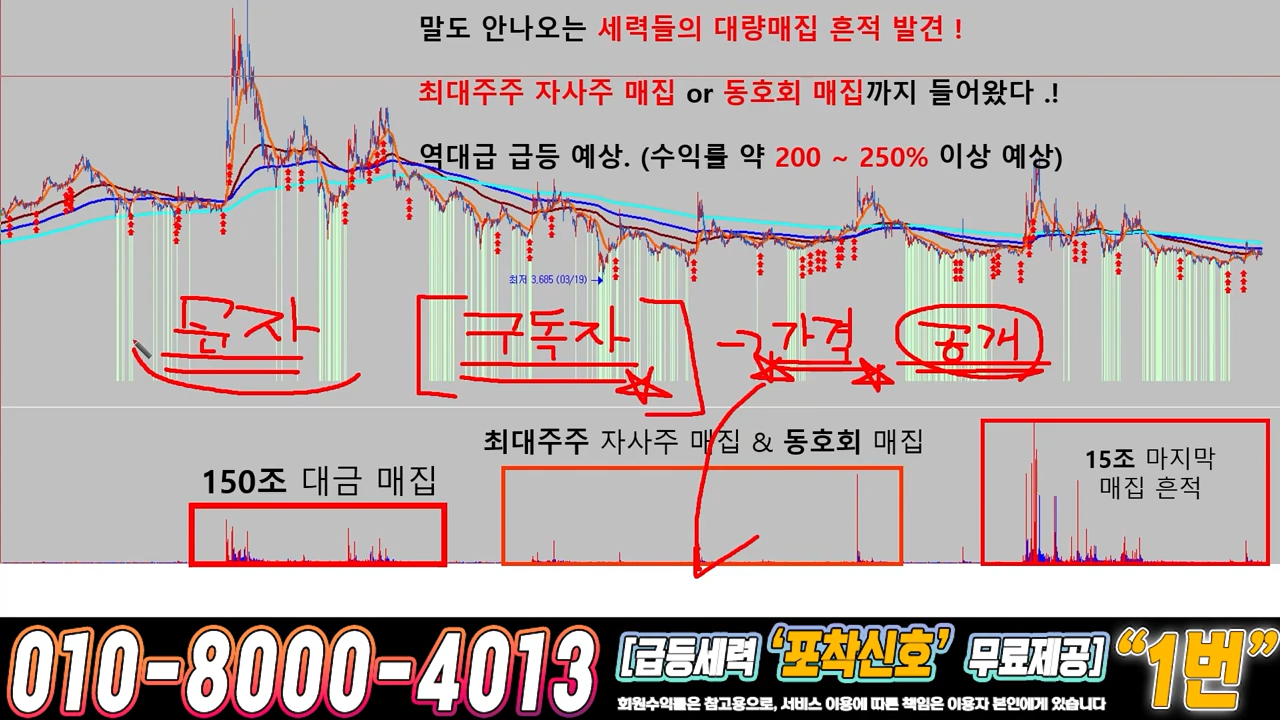 말도 안나오는 세력들의 대량매집 흔적 발견 !
최대주주 자사주 매집 or 동호회 매집까지 들어왔다 .!
역대급 급등 예상. (수익률 약 200 ~ 250% 이상 예상)
최저 3,685 (03/19)
문자 구독자 가격 공개
최대주주 자사주 매집 & 동호회 매집
150조 대금 매집
15조 마지막
매집 흔적
010-8000-4013
[급등세력 '포착신호' 무료제공] "1번"
회원수익률은 참고용으로, 서비스 이용에 따른 책임은 이용자 본인에게 있습니다